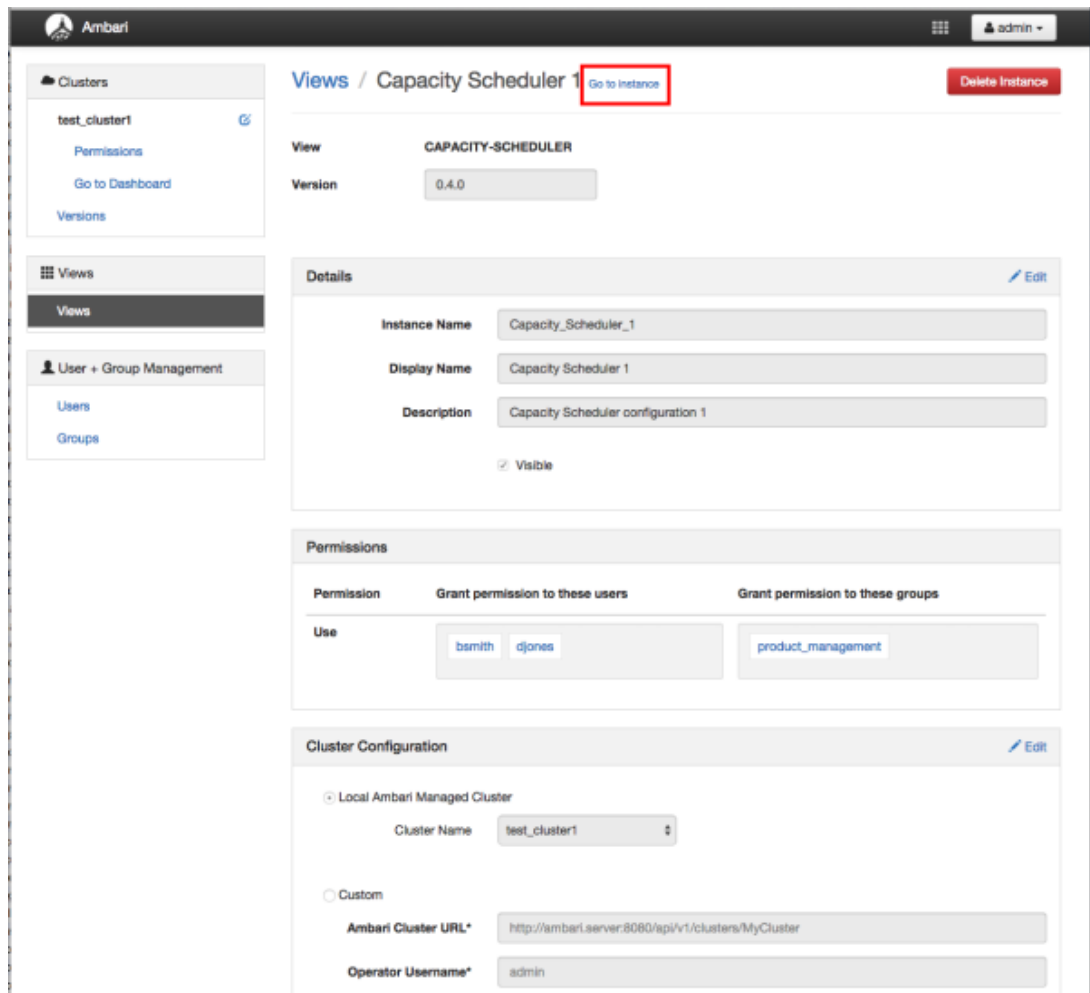 Ambari
admin
Clusters
test_cluster1
Permissions
Go to Dashboard
Versions
Views
Views
User + Group Management
Users
Groups
Views / Capacity Scheduler 1 Go to instance
Delete Instance
View CAPACITY-SCHEDULER
Version 0.4.0
Details Edit
Instance Name Capacity_Scheduler_1
Display Name Capacity Scheduler 1
Description Capacity Scheduler configuration 1
Visible
Permissions
Permission Grant permission to these users Grant permission to these groups
Use bsmith djones product_management
Cluster Configuration Edit
Local Ambari Managed Cluster
Cluster Name test_cluster1
Custom
Ambari Cluster URL* http://ambari.server:8080/api/v1/clusters/MyCluster
Operator Username* admin